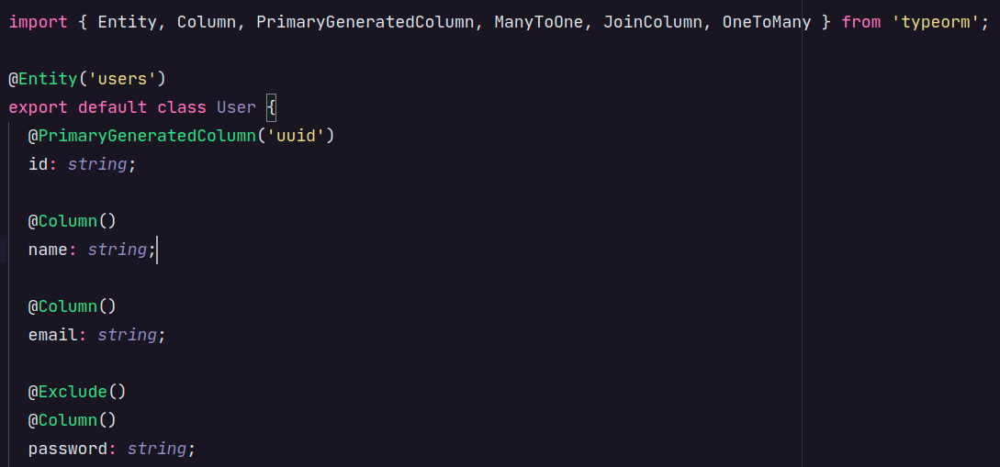 import { Entity, Column, PrimaryGeneratedColumn, ManyToOne, JoinColumn, OneToMany } from 'typeorm';
@Entity('users')
export default class User {
@PrimaryGeneratedColumn('uuid')
id: string;
@Column()
name: string;
@Column()
email: string;
@Exclude()
@Column()
password: string;